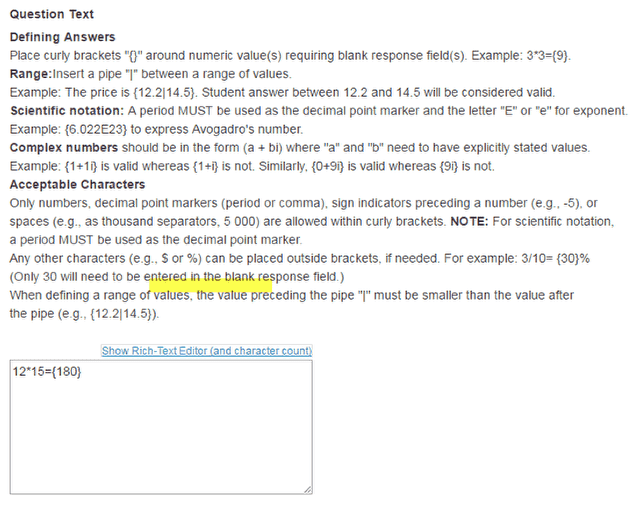 Question Text
Defining Answers
Place curly brackets "{}" around numeric value(s) requiring blank response field(s). Example: 3*3={9}.
Range:Insert a pipe "|" between a range of values.
Example: The price is {12.2|14.5}. Student answer between 12.2 and 14.5 will be considered valid.
Scientific notation: A period MUST be used as the decimal point marker and the letter "E" or "e" for exponent.
Example: {6.022E23} to express Avogadro's number.
Complex numbers should be in the form (a + bi) where "a" and "b" need to have explicitly stated values.
Example: {1+1i} is valid whereas {1+i} is not. Similarly, {0+9i} is valid whereas {9i} is not.
Acceptable Characters
Only numbers, decimal point markers (period or comma), sign indicators preceding a number (e.g., -5), or
spaces (e.g., as thousand separators, 5 000) are allowed within curly brackets. NOTE: For scientific notation,
a period MUST be used as the decimal point marker.
Any other characters (e.g., $ or %) can be placed outside brackets, if needed. For example: 3/10= {30}%
(Only 30 will need to be entered in the blank response field.)
When defining a range of values, the value preceding the pipe "|" must be smaller than the value after
the pipe (e.g., {12.2|14.5}).
Show Rich-Text Editor (and character count)
12*15={180}